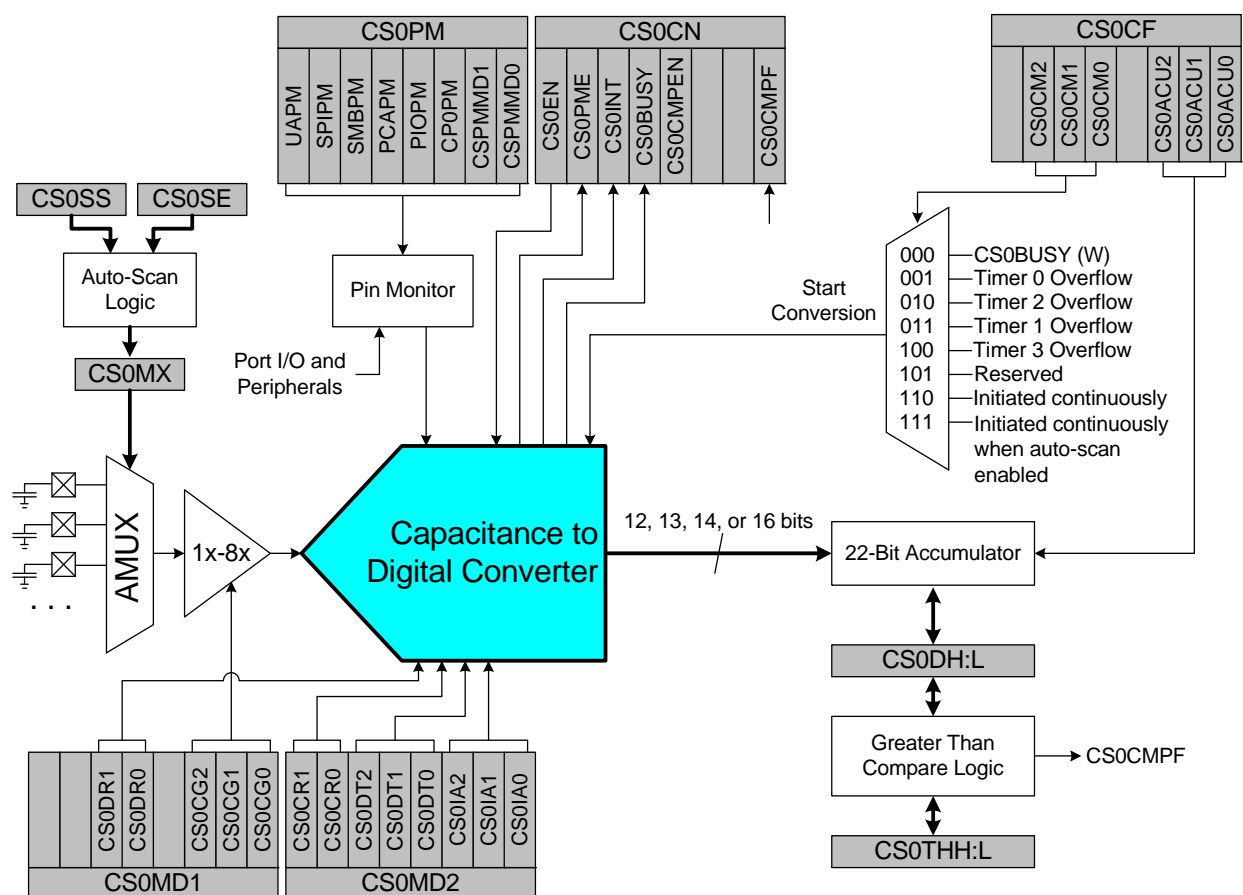 CS0PM
UAPM
SPIPM
SMBPM
PCAPM
PIOPM
CP0PM
CSPMMD1
CSPMMD0
CS0CN
CS0EN
CS0PME
CS0INT
CS0BUSY
CS0CMPEN
CS0CMPF
CS0CF
CS0CM2
CS0CM1
CS0CM0
CS0ACU2
CS0ACU1
CS0ACU0
CS0SS
CS0SE
Auto-Scan
Logic
CS0MX
Pin Monitor
Port I/O and
Peripherals
Start
Conversion
000 CS0BUSY (W)
001 Timer 0 Overflow
010 Timer 2 Overflow
011 Timer 1 Overflow
100 Timer 3 Overflow
101 Reserved
110 Initiated continuously
111 Initiated continuously
when auto-scan
enabled
AMUX
. . .
1x-8x
Capacitance to
Digital Converter
12, 13, 14, or 16 bits
22-Bit Accumulator
CS0DH:L
Greater Than
Compare Logic
CS0CMPF
CS0THH:L
CS0DR1
CS0DR0
CS0CG2
CS0CG1
CS0CG0
CS0MD1
CS0CR1
CS0CR0
CS0DT2
CS0DT1
CS0DT0
CS0IA2
CS0IA1
CS0IA0
CS0MD2